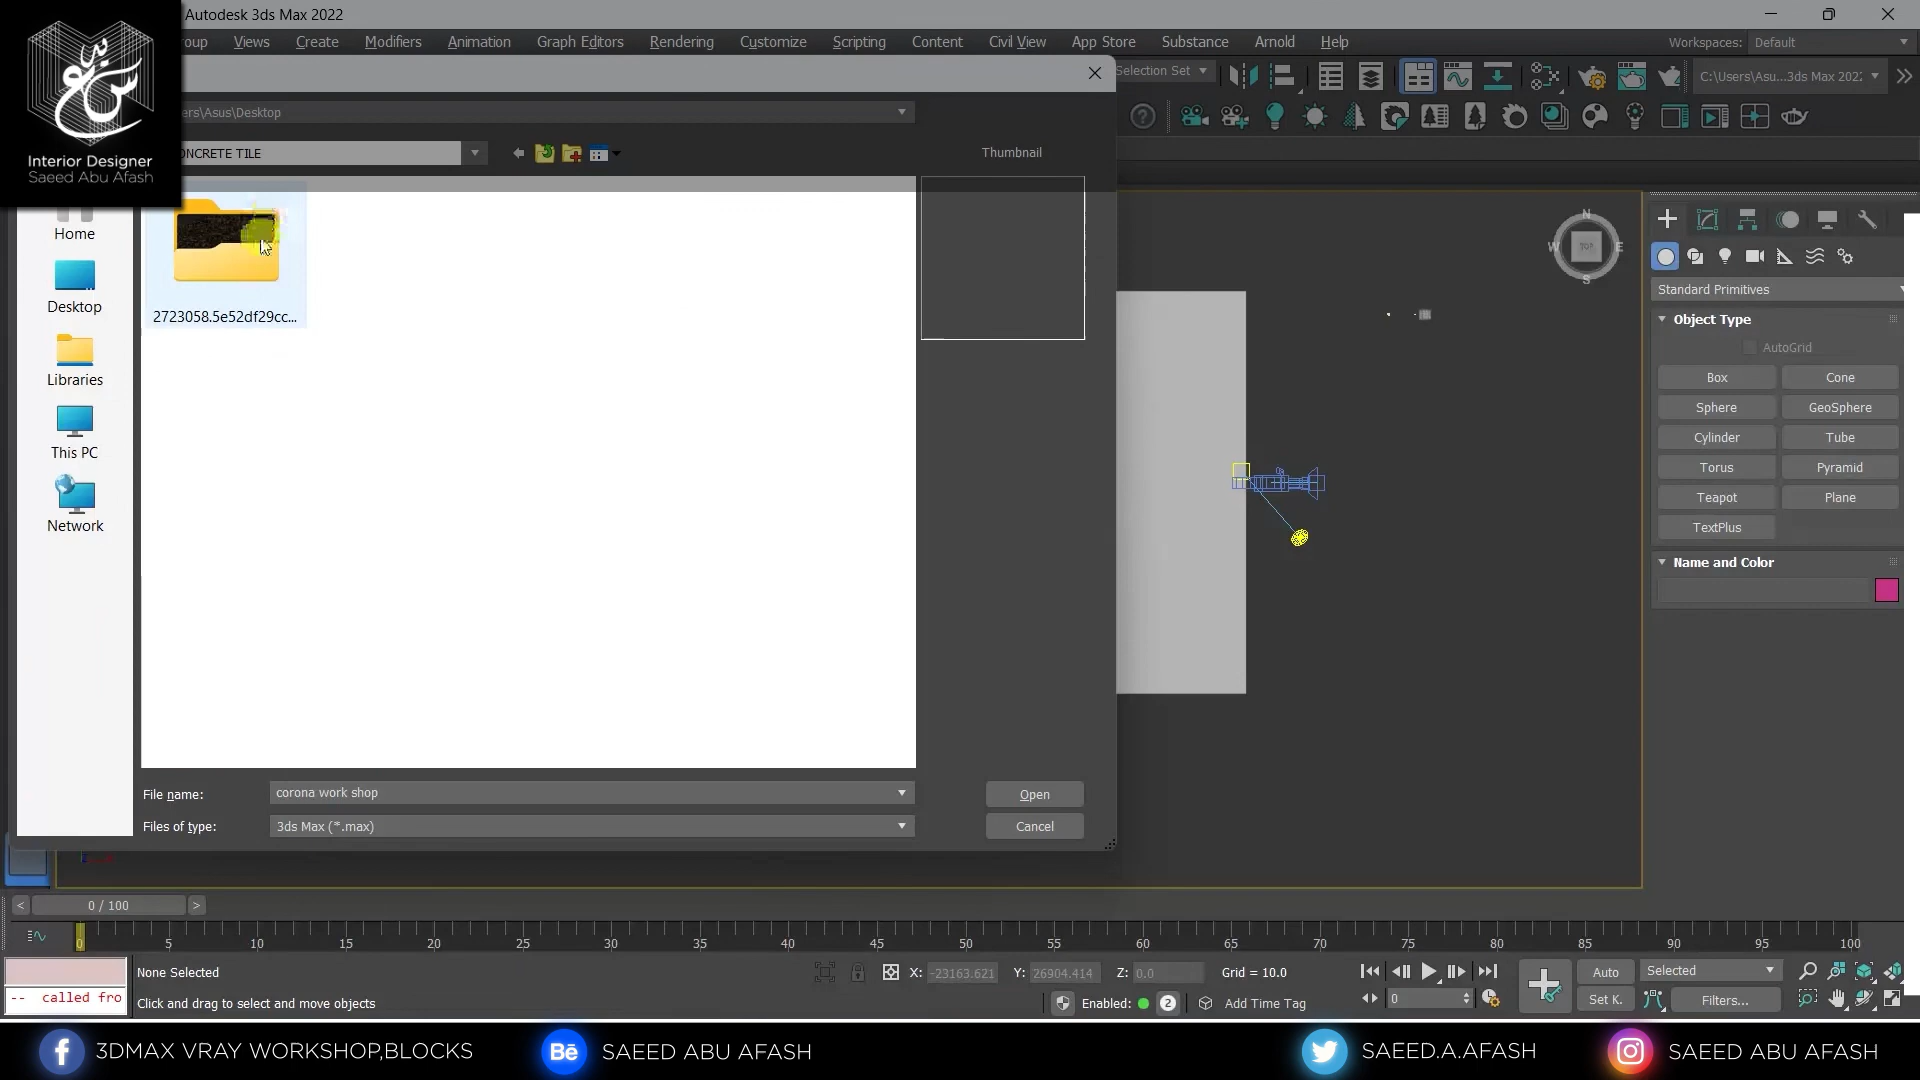 Autodesk 3ds Max 2022
Interior Designer
Saeed Abu Afash
roup
Views
Create
Modifiers
Animation
Graph Editors
Rendering
Customize
Scripting
Content
Civil View
App Store
Substance
Arnold
Help
Workspaces: Default
Selection Set
C:\Users\Asu...3ds Max 202
ers\Asus\Desktop
ONCRETE TILE
Thumbnail
2723058.5e52df29cc...
Home
Desktop
Libraries
This PC
Network
File name:
corona work shop
Open
Files of type:
3ds Max (*.max)
Cancel
N
W
TOP
E
S
Standard Primitives
Object Type
AutoGrid
Box
Cone
Sphere
GeoSphere
Cylinder
Tube
Torus
Pyramid
Teapot
Plane
TextPlus
Name and Color
< 0 / 100 >
0 5 10 15 20 25 30 35 40 45 50 55 60 65 70 75 80 85 90 95 100
None Selected
X: -23163.621
Y: 26904.414
Z: 0.0
Grid = 10.0
Auto
Selected
-- called fro
Click and drag to select and move objects
Enabled:
2
Add Time Tag
0
Set K.
Filters...
f
3DMAX VRAY WORKSHOP,BLOCKS
Bē
SAEED ABU AFASH
SAEED.A.AFASH
SAEED ABU AFASH